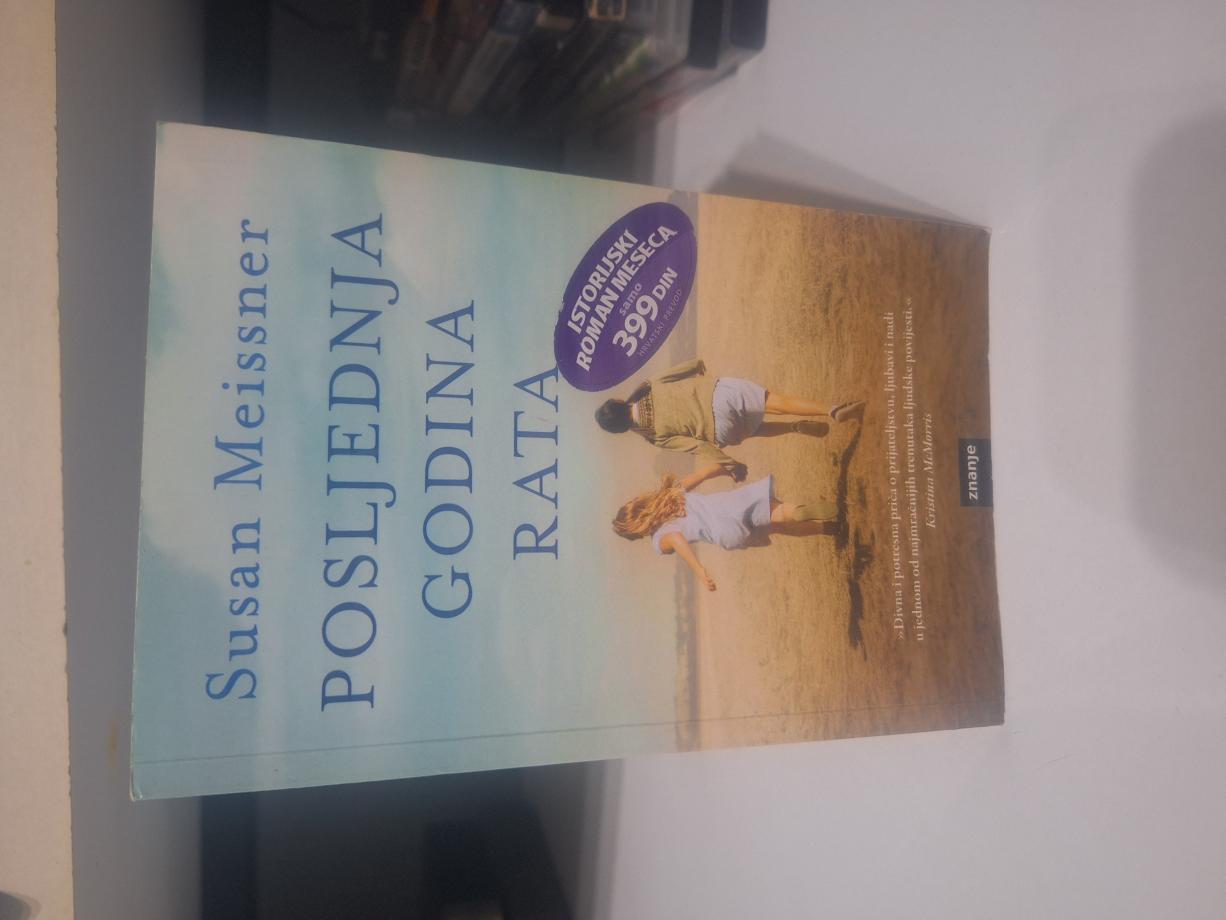 Susan Meissner
POSLJEDNJA
GODINA
RATA
ISTORIJSKI
ROMAN MESECA
samo
399 DIN
HRVATSKI PREVOD
»Divna i potresna priča o prijateljstvu, ljubavi i nadi
u jednom od najmračnijih trenutaka ljudske povijesti.«
Kristina McMorris
znanje